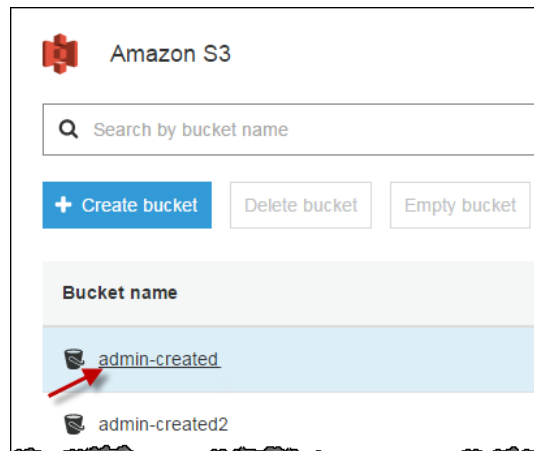 Amazon S3
Search by bucket name
+ Create bucket Delete bucket Empty bucket
Bucket name
admin-created
admin-created2